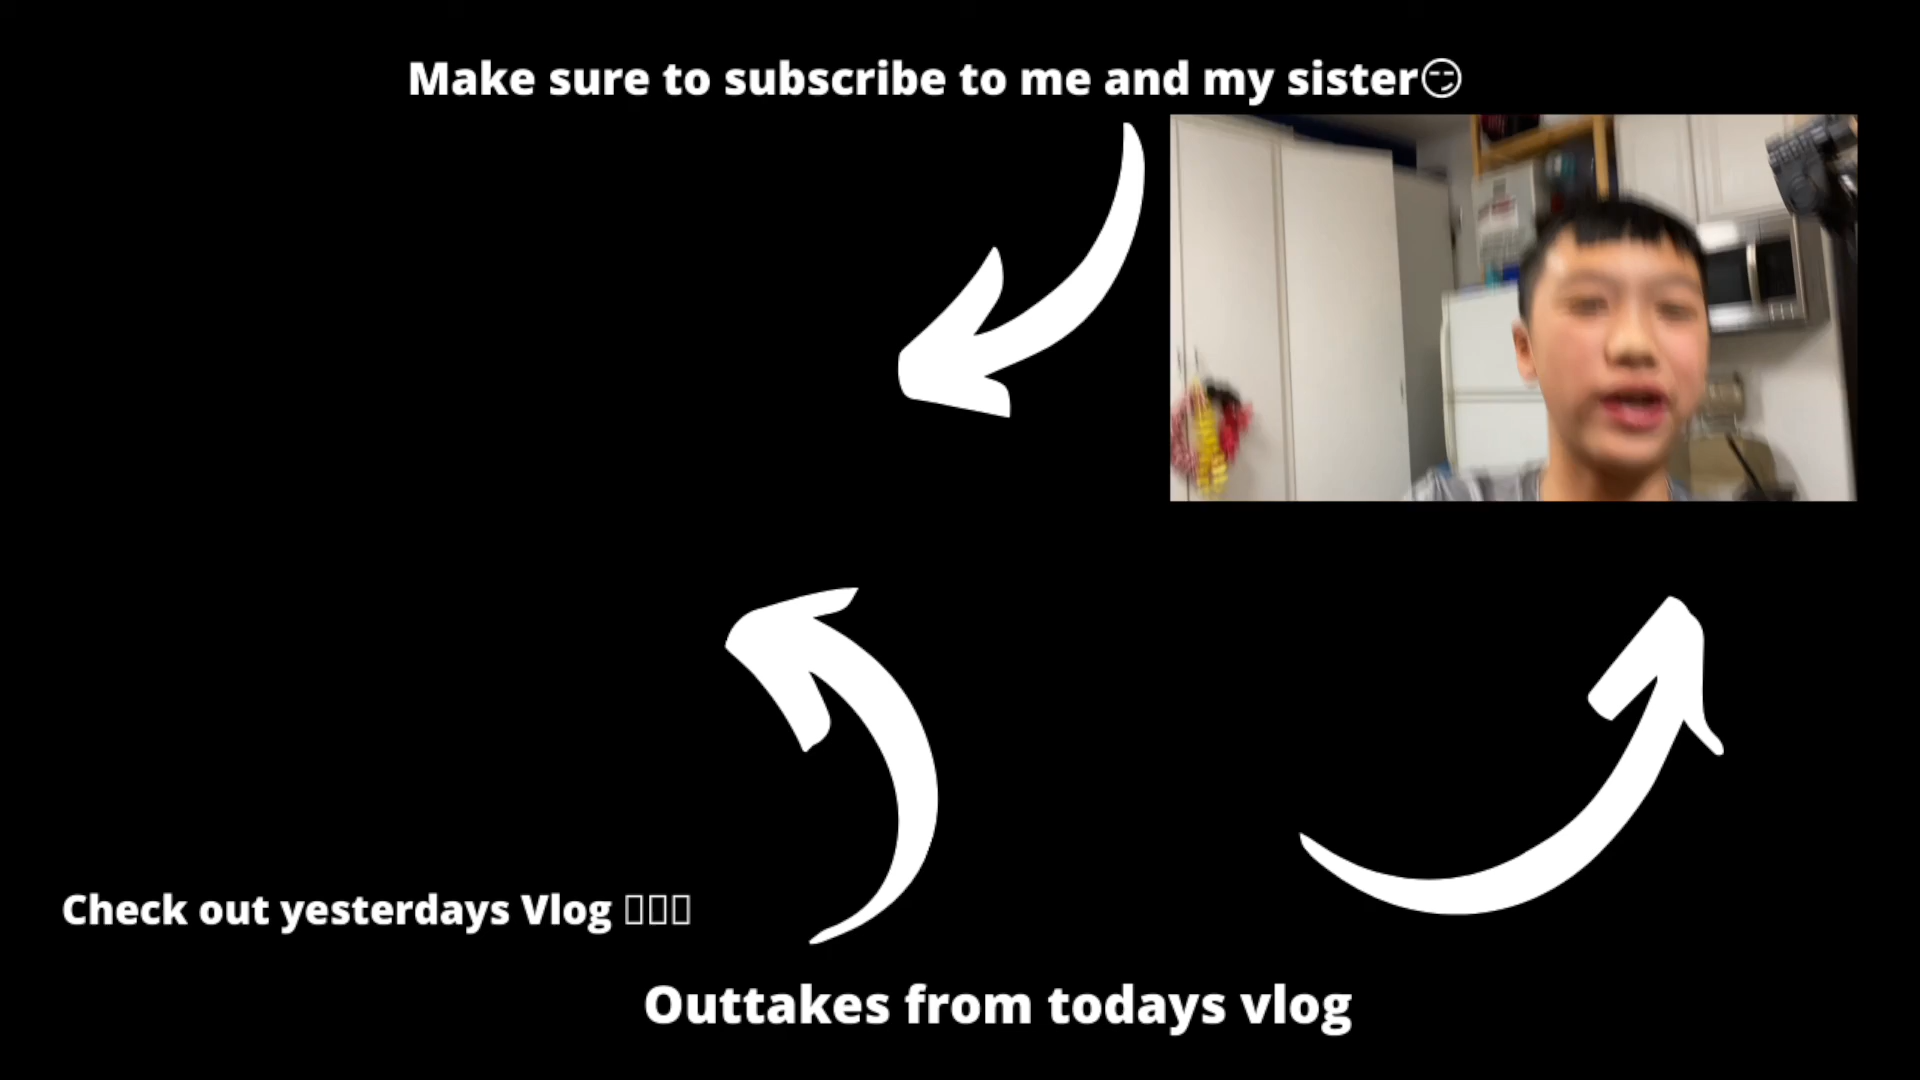 Make sure to subscribe to me and my sister😏
Check out yesterdays Vlog
Outtakes from todays vlog